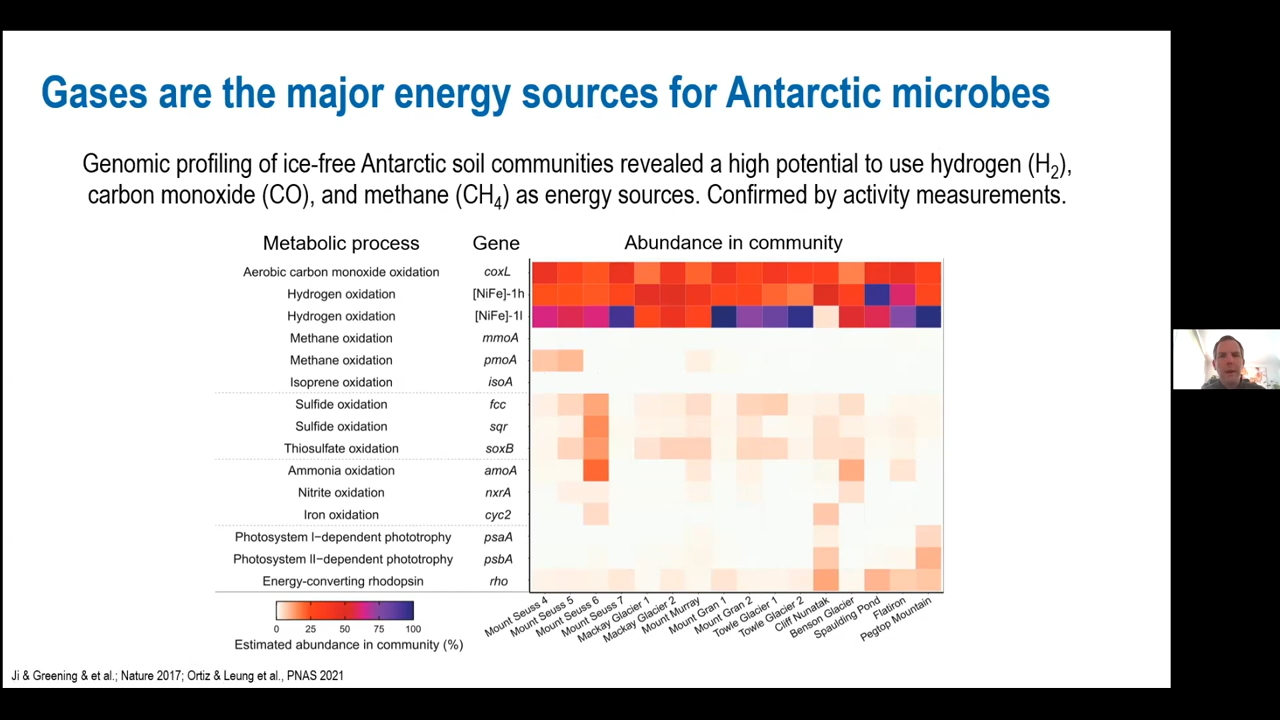 Gases are the major energy sources for Antarctic microbes
Genomic profiling of ice-free Antarctic soil communities revealed a high potential to use hydrogen (H₂),
carbon monoxide (CO), and methane (CH₄) as energy sources. Confirmed by activity measurements.
Metabolic process Gene Abundance in community
Aerobic carbon monoxide oxidation coxL
Hydrogen oxidation [NiFe]-1h
Hydrogen oxidation [NiFe]-1l
Methane oxidation mmoA
Methane oxidation pmoA
Isoprene oxidation isoA
Sulfide oxidation fcc
Sulfide oxidation sqr
Thiosulfate oxidation soxB
Ammonia oxidation amoA
Nitrite oxidation nxrA
Iron oxidation cyc2
Photosystem I−dependent phototrophy psaA
Photosystem II−dependent phototrophy psbA
Energy-converting rhodopsin rho
Mount Seuss 4
Mount Seuss 5
Mount Seuss 6
Mount Seuss 7
Mackay Glacier 1
Mackay Glacier 2
Mount Murray
Mount Gran 1
Mount Gran 2
Towle Glacier 1
Towle Glacier 2
Cliff Nunatak
Benson Glacier
Spaulding Pond
Flatiron
Pegtop Mountain
0 25 50 75 100
Estimated abundance in community (%)
Ji & Greening & et al.; Nature 2017; Ortiz & Leung et al., PNAS 2021